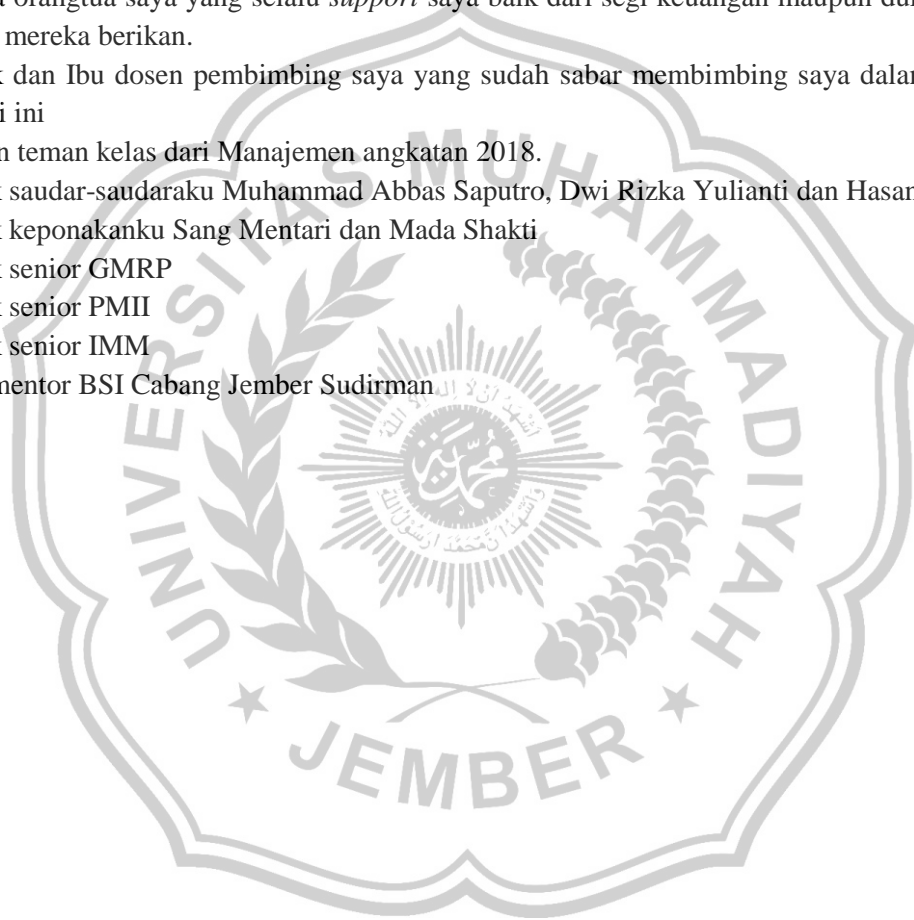 orangtua saya yang selalu support saya baik dari segi keuangan maupun
mereka berikan.
dan Ibu dosen pembimbing saya yang sudah sabar membimbing saya
ini
teman kelas dari Manajemen angkatan 2018.
saudar-saudaraku Muhammad Abbas Saputro, Dwi Rizka Yulianti dan Hasan
keponakanku Sang Mentari dan Mada Shakti
senior GMRP
senior PMII
senior IMM
mentor BSI Cabang Jember Sudirman
UNIVERSITAS MUHAMMADIYAH
JEMBER